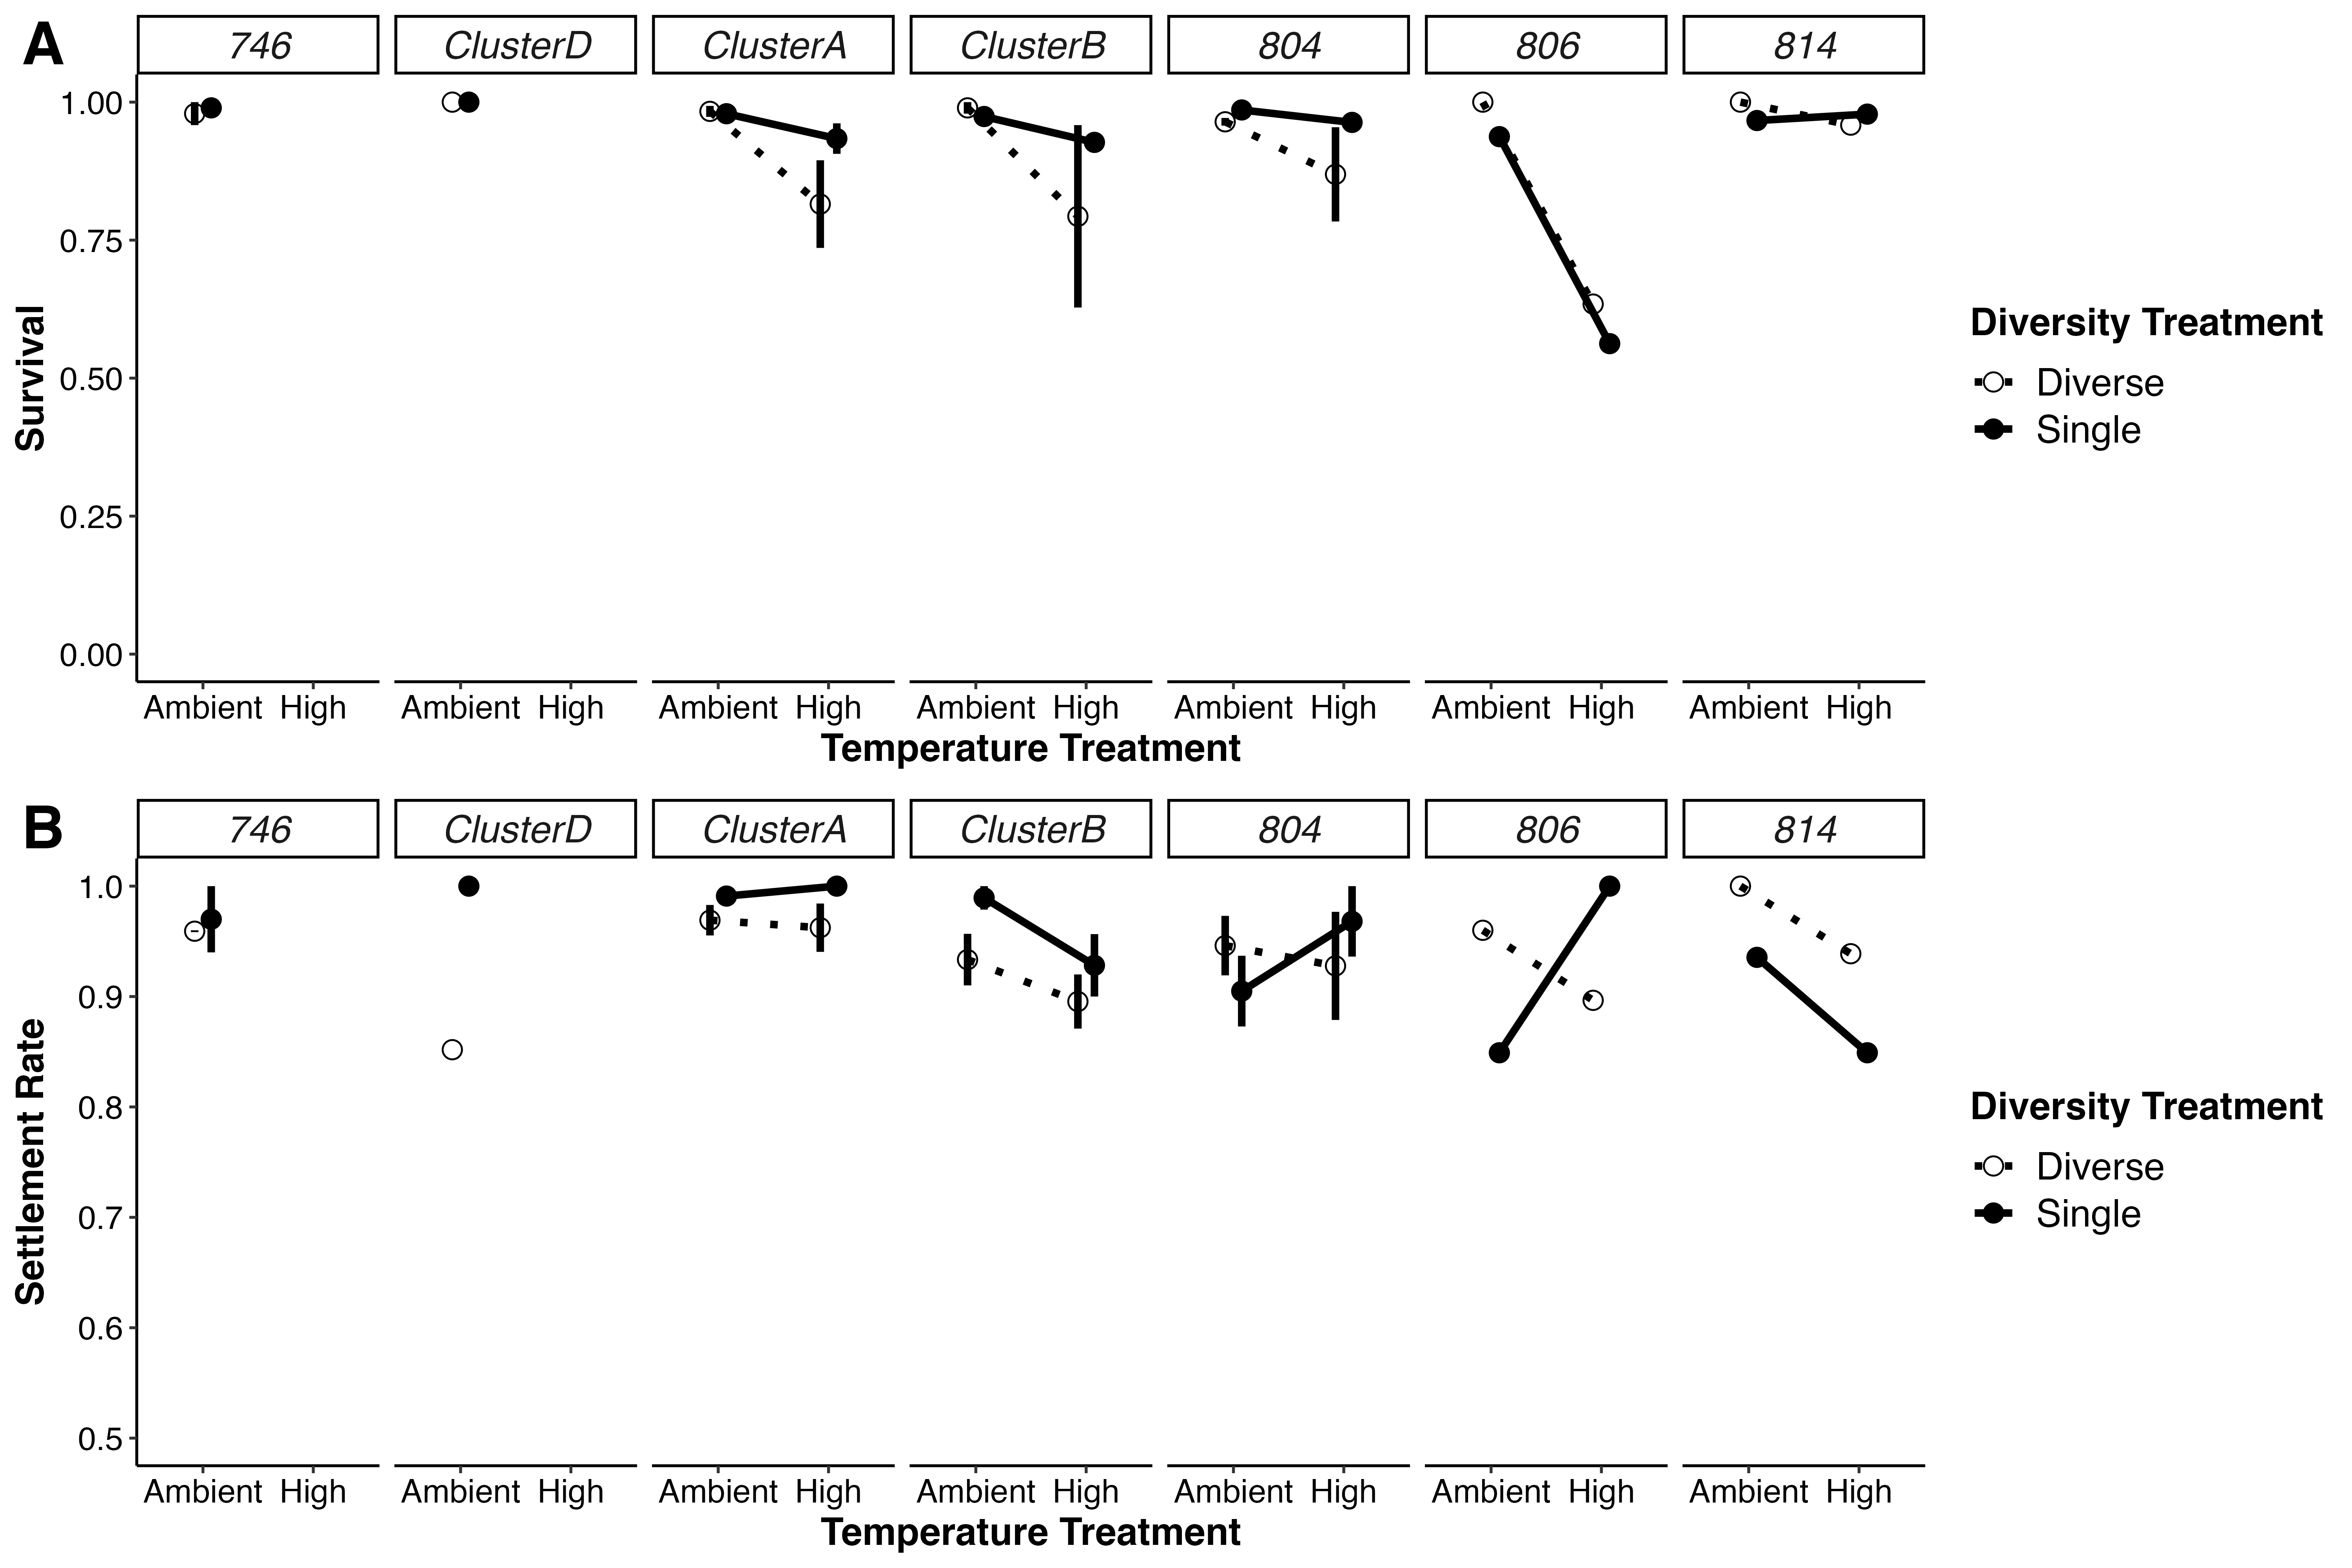 A
746 ClusterD ClusterA ClusterB 804 806 814
1.00
0.75
0.50
0.25
0.00
Survival
Ambient High Ambient High Ambient High Ambient High Ambient High Ambient High Ambient High
Temperature Treatment
Diversity Treatment
Diverse
Single
B
746 ClusterD ClusterA ClusterB 804 806 814
1.0
0.9
0.8
0.7
0.6
0.5
Settlement Rate
Ambient High Ambient High Ambient High Ambient High Ambient High Ambient High Ambient High
Temperature Treatment
Diversity Treatment
Diverse
Single